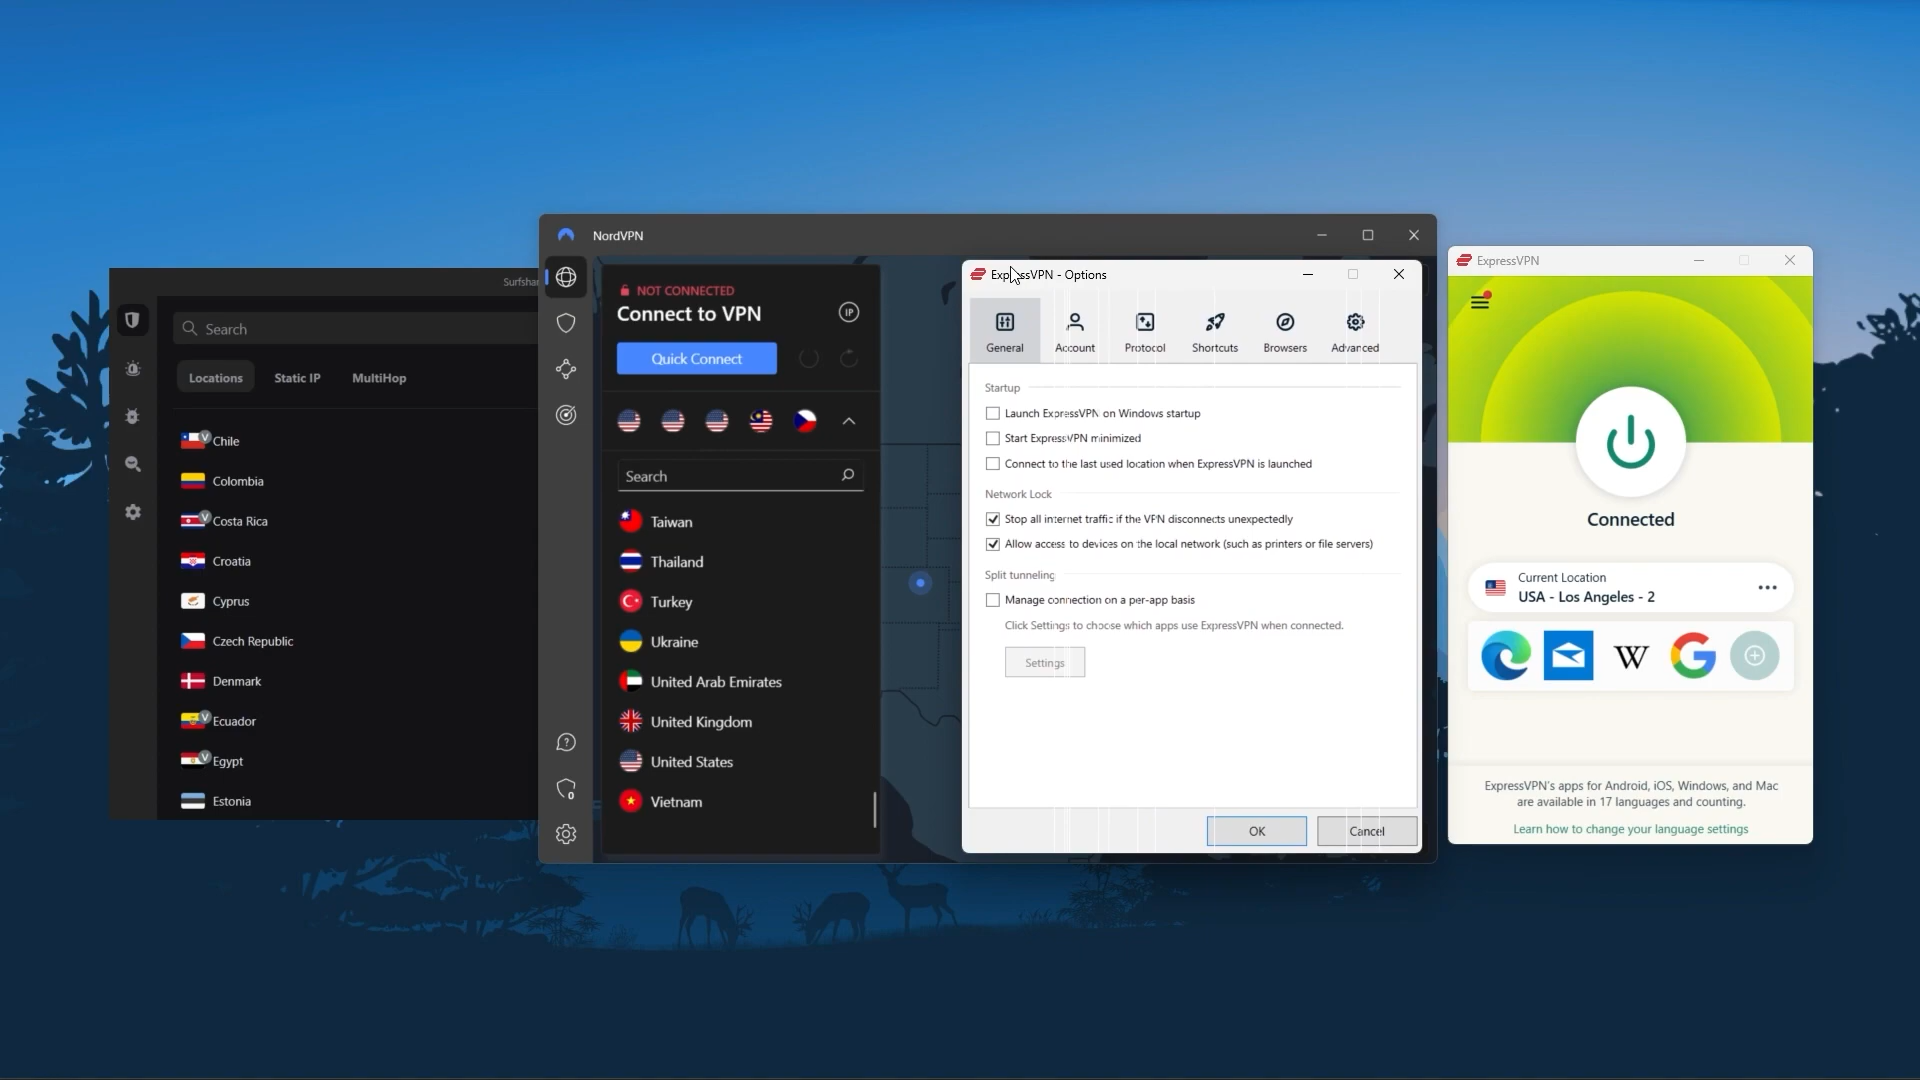 Surfshar
Search
Locations
Static IP
MultiHop
V
Chile
Colombia
V
Costa Rica
Croatia
Cyprus
Czech Republic
Denmark
V
Ecuador
V
Egypt
Estonia
NordVPN
NOT CONNECTED
Connect to VPN
IP
Quick Connect
Search
Taiwan
Thailand
Turkey
Ukraine
United Arab Emirates
United Kingdom
United States
Vietnam
?
0
ExpressVPN - Options
General
Account
Protocol
Shortcuts
Browsers
Advanced
Startup
Launch ExpressVPN on Windows startup
Start ExpressVPN minimized
Connect to the last used location when ExpressVPN is launched
Network Lock
Stop all internet traffic if the VPN disconnects unexpectedly
Allow access to devices on the local network (such as printers or file servers)
Split tunneling
Manage connection on a per-app basis
Click Settings to choose which apps use ExpressVPN when connected.
Settings
OK
Cancel
ExpressVPN
Connected
Current Location
USA - Los Angeles - 2
W
G
ExpressVPN's apps for Android, iOS, Windows, and Mac
are available in 17 languages and counting.
Learn how to change your language settings